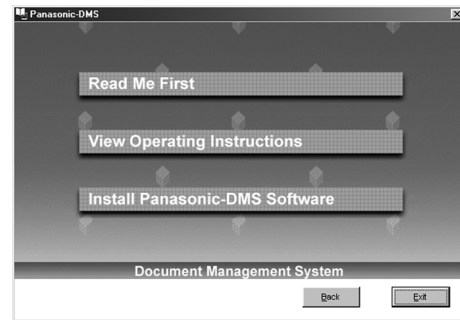 Panasonic-DMS
Read Me First
View Operating Instructions
Install Panasonic-DMS Software
Document Management System
Back
Exit